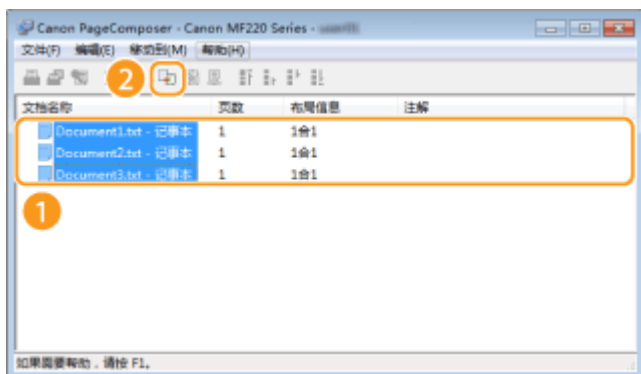 Canon PageComposer - Canon MF220 Series -
文件(F) 编辑(E) 移动到(M) 帮助(H)
2
文档名称 页数 布局信息 注解
Document1.txt - 记事本 1 1合1
Document2.txt - 记事本 1 1合1
Document3.txt - 记事本 1 1合1
1
如果需要帮助，请按 F1。